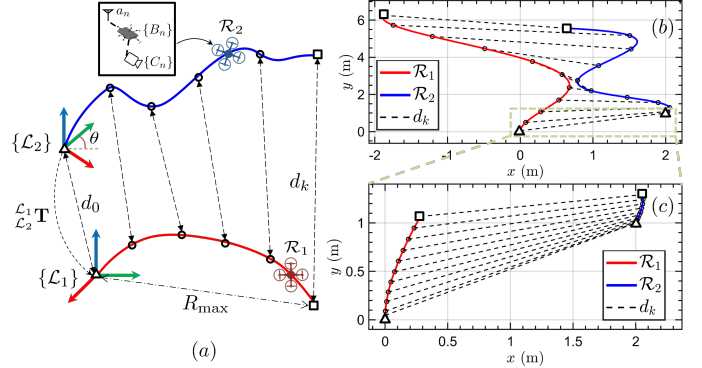 a_n
{B_n}
{C_n}
R_2
{L_2}
θ
d_0
d_k
^{L_1}_{L_2}T
{L_1}
R_1
R_max
(a)
(b)
6
4
2
0
y (m)
R_1
R_2
d_k
-2
-1
0
1
2
x (m)
(c)
1
0.5
0
y (m)
R_1
R_2
d_k
0
0.5
1
1.5
2
x (m)